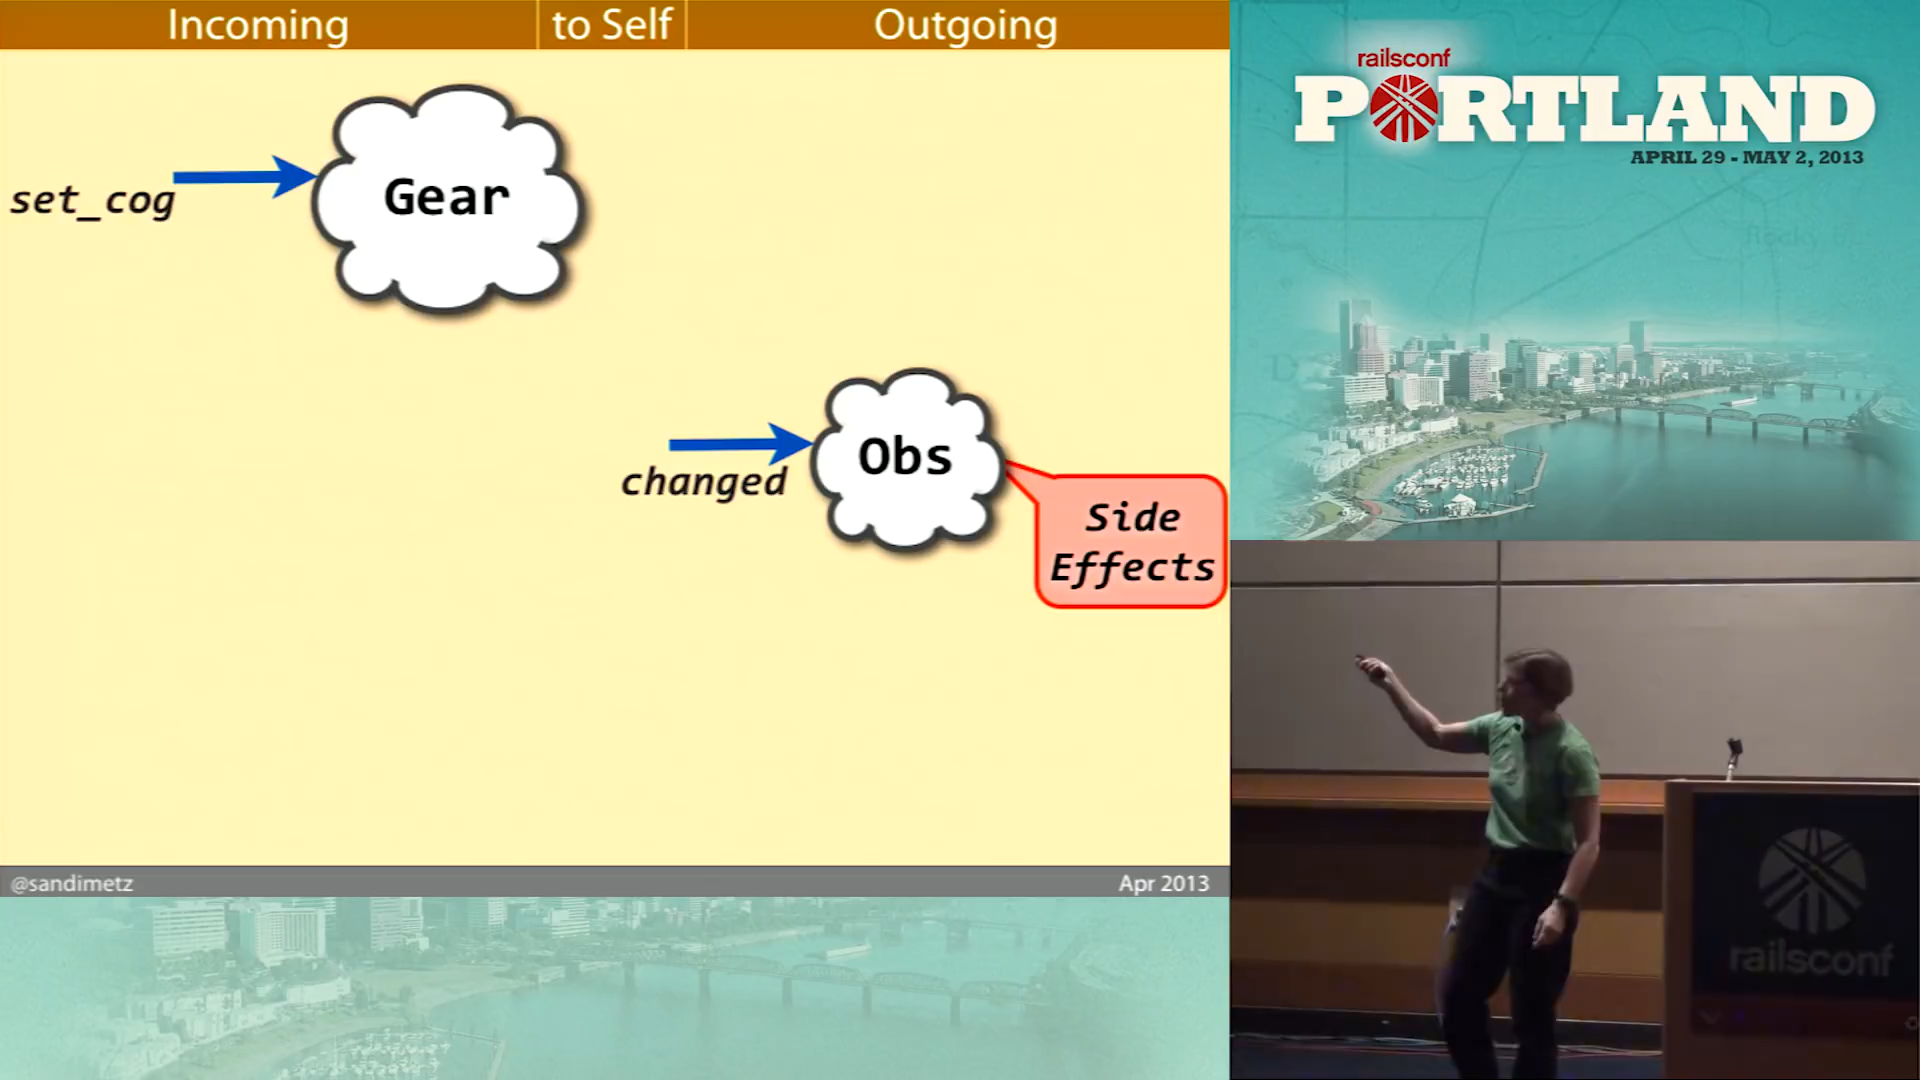 Incoming
to Self
Outgoing
set_cog
Gear
changed
Obs
Side
Effects
@sandimetz
Apr 2013
railsconf
PORTLAND
APRIL 29 - MAY 2, 2013
railsconf